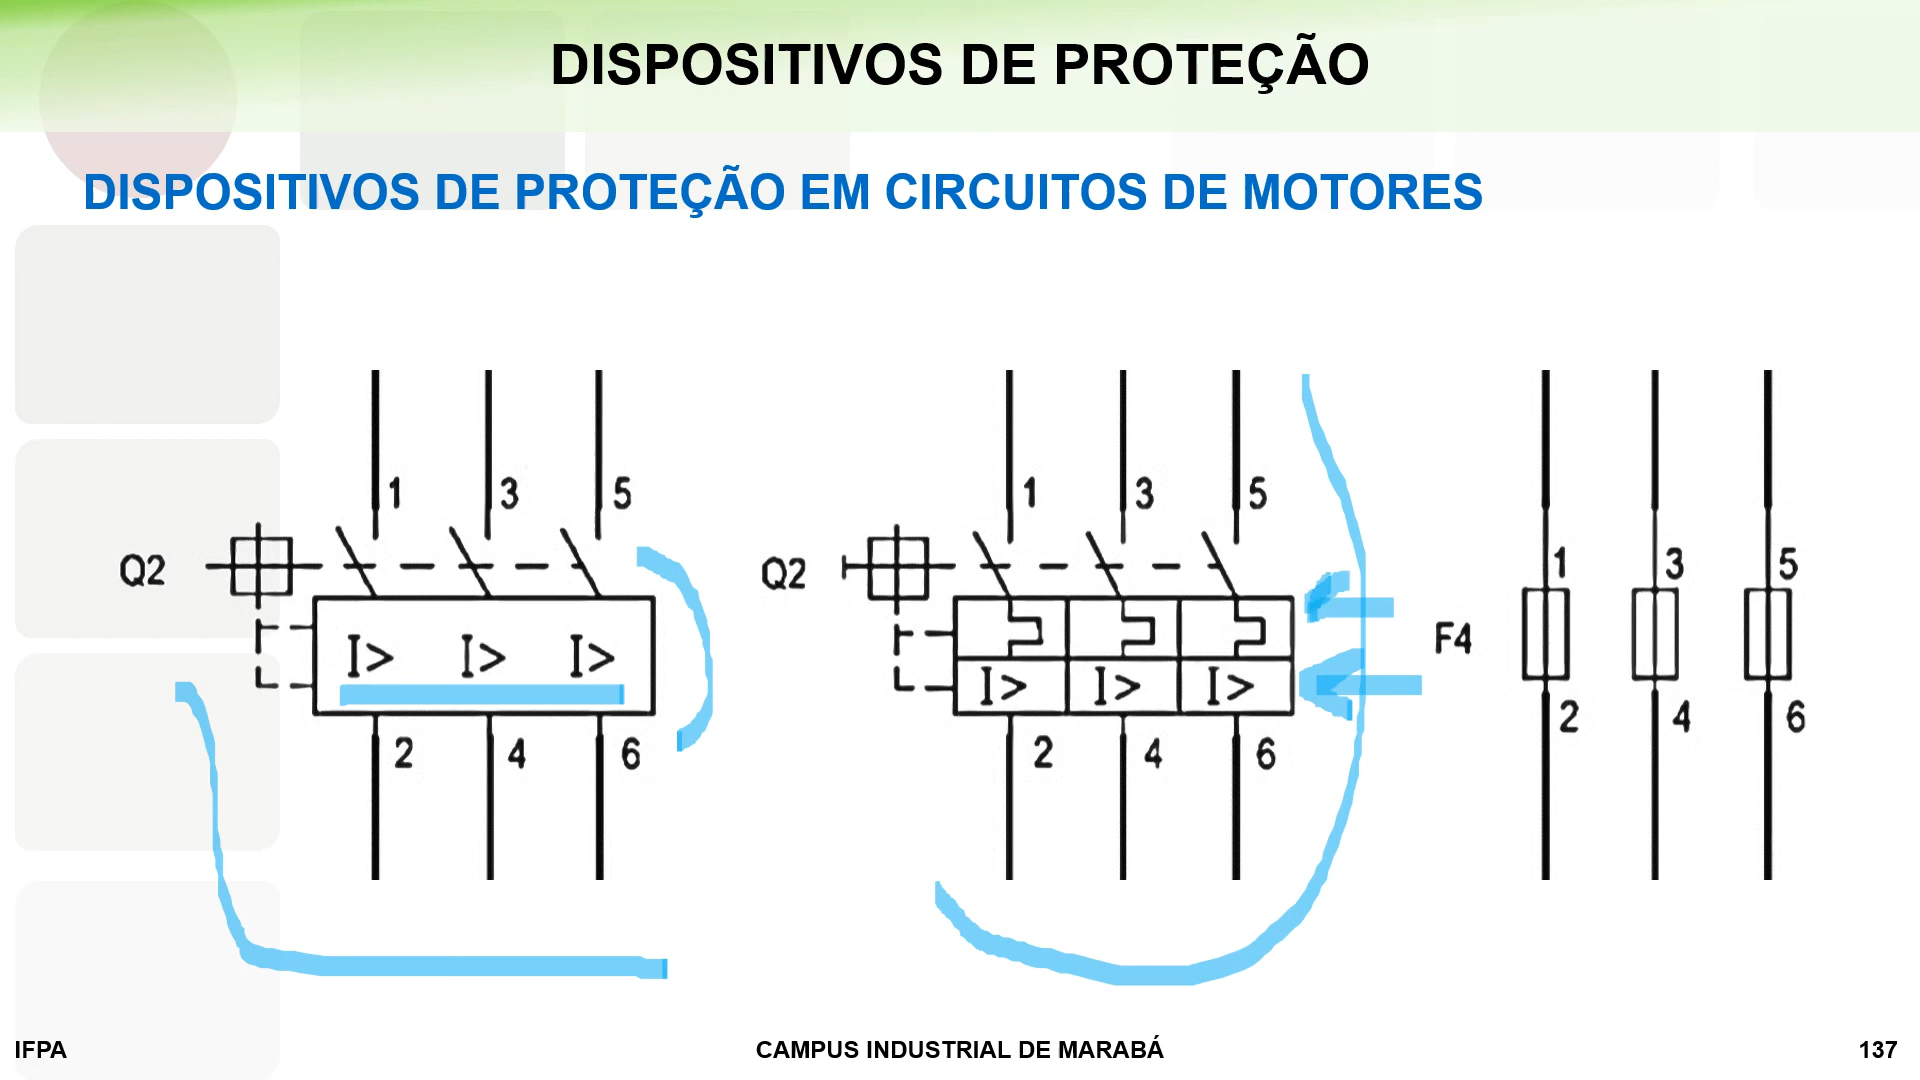 DISPOSITIVOS DE PROTEÇÃO
DISPOSITIVOS DE PROTEÇÃO EM CIRCUITOS DE MOTORES
1 3 5
Q2
I> I> I>
2 4 6
1 3 5
Q2
I> I> I>
2 4 6
1 3 5
F4
2 4 6
IFPA
CAMPUS INDUSTRIAL DE MARABÁ
137